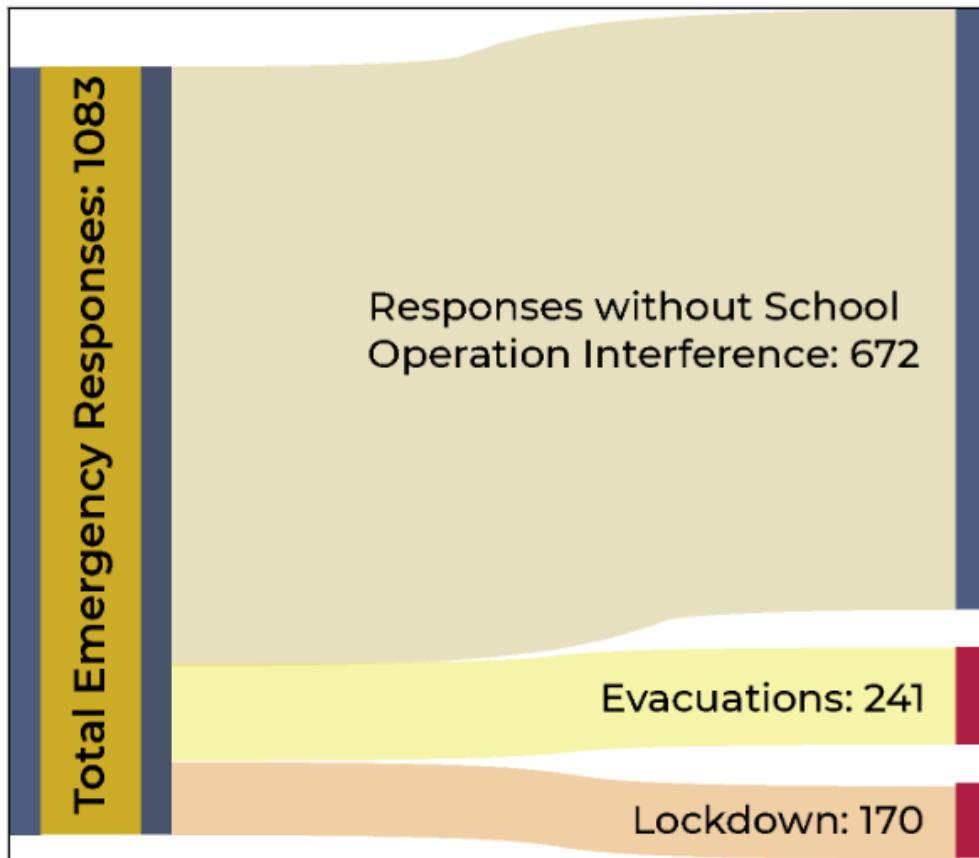 Total Emergency Responses: 1083
Responses without School
Operation Interference: 672
Evacuations: 241
Lockdown: 170